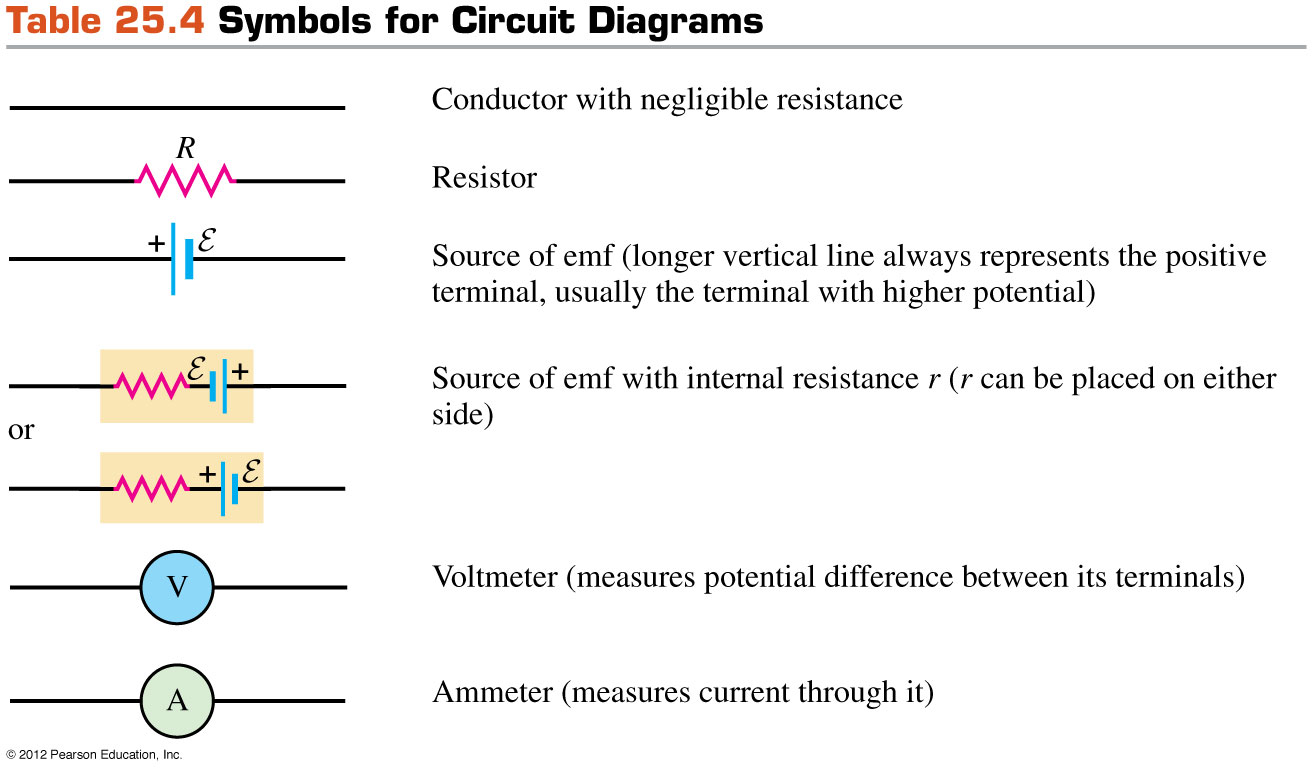 Table 25.4 Symbols for Circuit Diagrams
Conductor with negligible resistance
R
Resistor
+ ℰ
Source of emf (longer vertical line always represents the positive
terminal, usually the terminal with higher potential)
ℰ +
Source of emf with internal resistance r (r can be placed on either
side)
or
+ ℰ
V
Voltmeter (measures potential difference between its terminals)
A
Ammeter (measures current through it)
© 2012 Pearson Education, Inc.